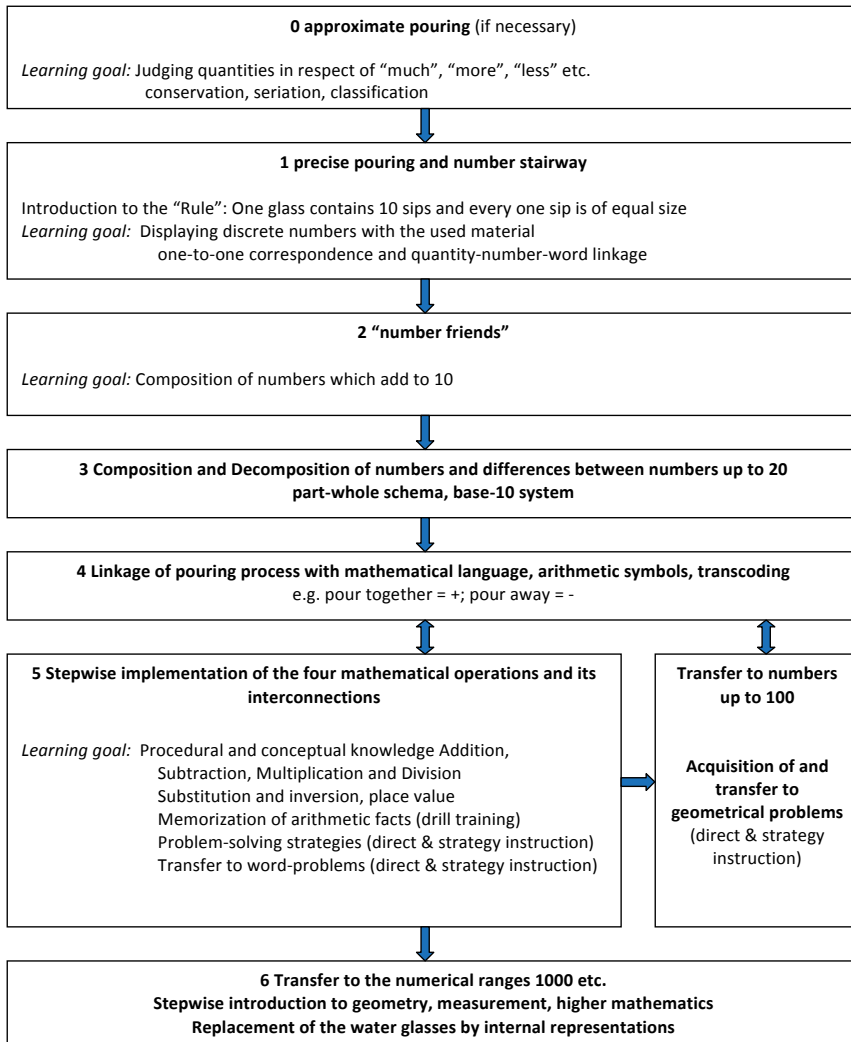 0 approximate pouring (if necessary)
Learning goal: Judging quantities in respect of “much”, “more”, “less” etc.
conservation, seriation, classification
1 precise pouring and number stairway
Introduction to the “Rule”: One glass contains 10 sips and every one sip is of equal size
Learning goal: Displaying discrete numbers with the used material
one-to-one correspondence and quantity-number-word linkage
2 “number friends”
Learning goal: Composition of numbers which add to 10
3 Composition and Decomposition of numbers and differences between numbers up to 20
part-whole schema, base-10 system
4 Linkage of pouring process with mathematical language, arithmetic symbols, transcoding
e.g. pour together = +; pour away = -
5 Stepwise implementation of the four mathematical operations and its
interconnections
Learning goal: Procedural and conceptual knowledge Addition,
Subtraction, Multiplication and Division
Substitution and inversion, place value
Memorization of arithmetic facts (drill training)
Problem-solving strategies (direct & strategy instruction)
Transfer to word-problems (direct & strategy instruction)
Transfer to numbers
up to 100
Acquisition of and
transfer to
geometrical problems
(direct & strategy
instruction)
6 Transfer to the numerical ranges 1000 etc.
Stepwise introduction to geometry, measurement, higher mathematics
Replacement of the water glasses by internal representations